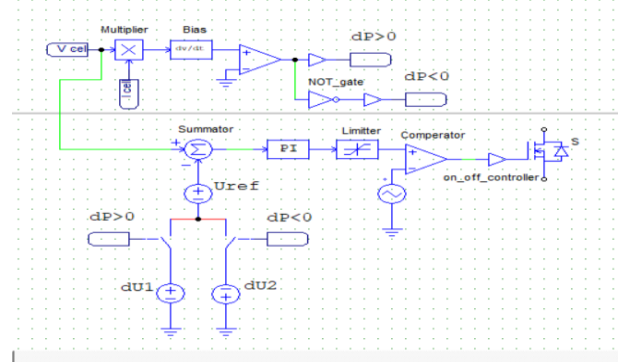 Multiplier
Bias
V cel
dv/dt
dP>0
I cell
NOT_gate
dP<0
Summator
Limitter
Comperator
PI
S
on_off_controller
Uref
dP>0
dP<0
dU1
dU2